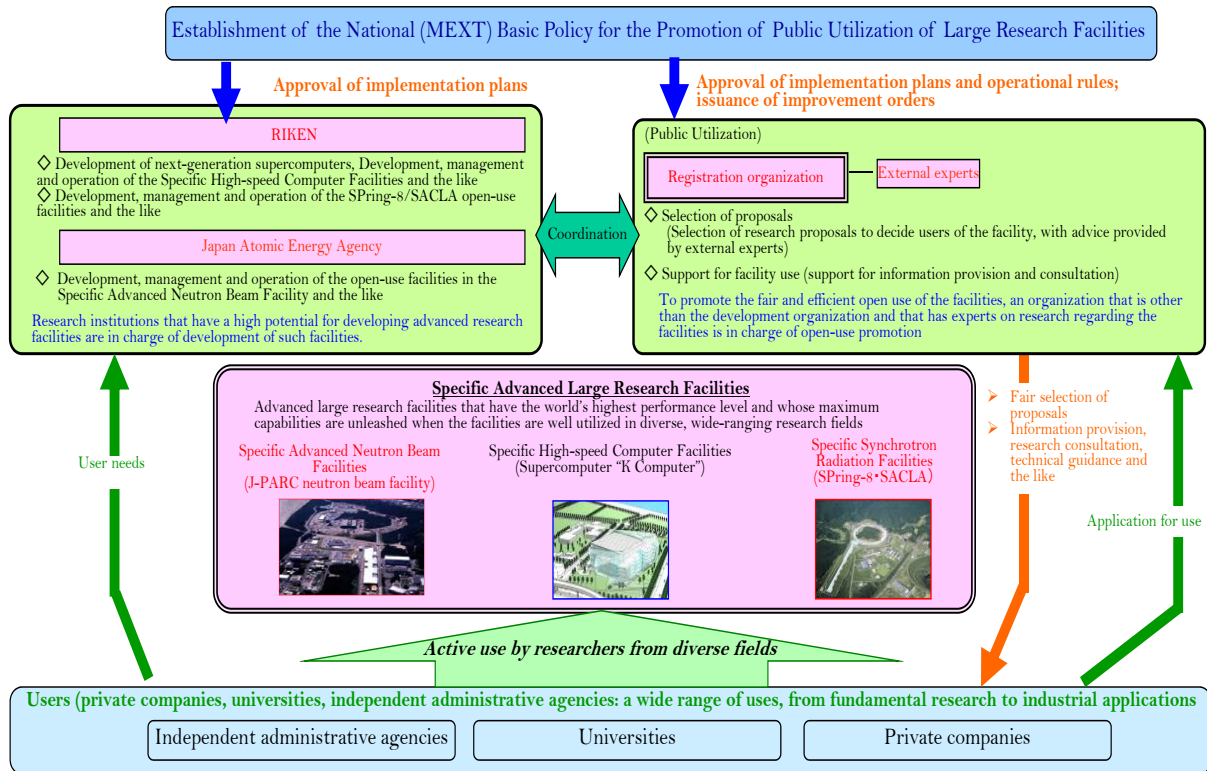 Establishment of the National (MEXT) Basic Policy for the Promotion of Public Utilization of Large Research Facilities
Approval of implementation plans
Approval of implementation plans and operational rules;
issuance of improvement orders
RIKEN
◇ Development of next-generation supercomputers, Development, management
and operation of the Specific High-speed Computer Facilities and the like
◇ Development, management and operation of the SPring-8/SACLA open-use
facilities and the like
Japan Atomic Energy Agency
◇ Development, management and operation of the open-use facilities in the
Specific Advanced Neutron Beam Facility and the like
Research institutions that have a high potential for developing advanced research
facilities are in charge of development of such facilities.
Coordination
(Public Utilization)
Registration organization
External experts
◇ Selection of proposals
(Selection of research proposals to decide users of the facility, with advice provided
by external experts)
◇ Support for facility use (support for information provision and consultation)
To promote the fair and efficient open use of the facilities, an organization that is other
than the development organization and that has experts on research regarding the
facilities is in charge of open-use promotion
Specific Advanced Large Research Facilities
Advanced large research facilities that have the world's highest performance level and whose maximum
capabilities are unleashed when the facilities are well utilized in diverse, wide-ranging research fields
Specific Advanced Neutron Beam
Facilities
(J-PARC neutron beam facility)
Specific High-speed Computer Facilities
(Supercomputer “K Computer”)
Specific Synchrotron
Radiation Facilities
(SPring-8・SACLA)
User needs
➢ Fair selection of
proposals
➢ Information provision,
research consultation,
technical guidance and
the like
Application for use
Active use by researchers from diverse fields
Users (private companies, universities, independent administrative agencies: a wide range of uses, from fundamental research to industrial applications
Independent administrative agencies
Universities
Private companies